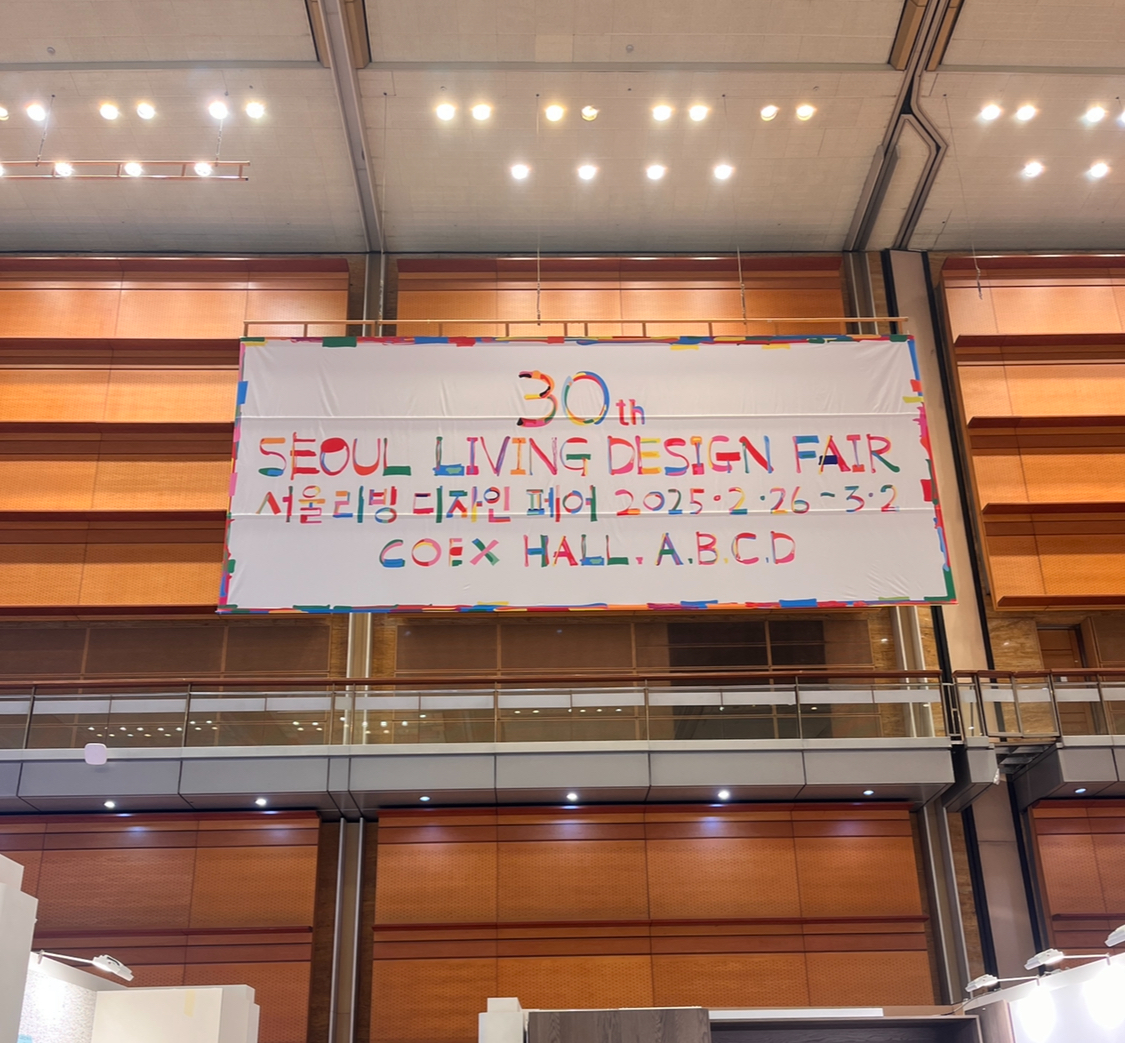 30th
SEOUL LIVING DESIGN FAIR
서울리빙 디자인 페어 2025·2·26~3·2
COEX HALL. A.B.C.D